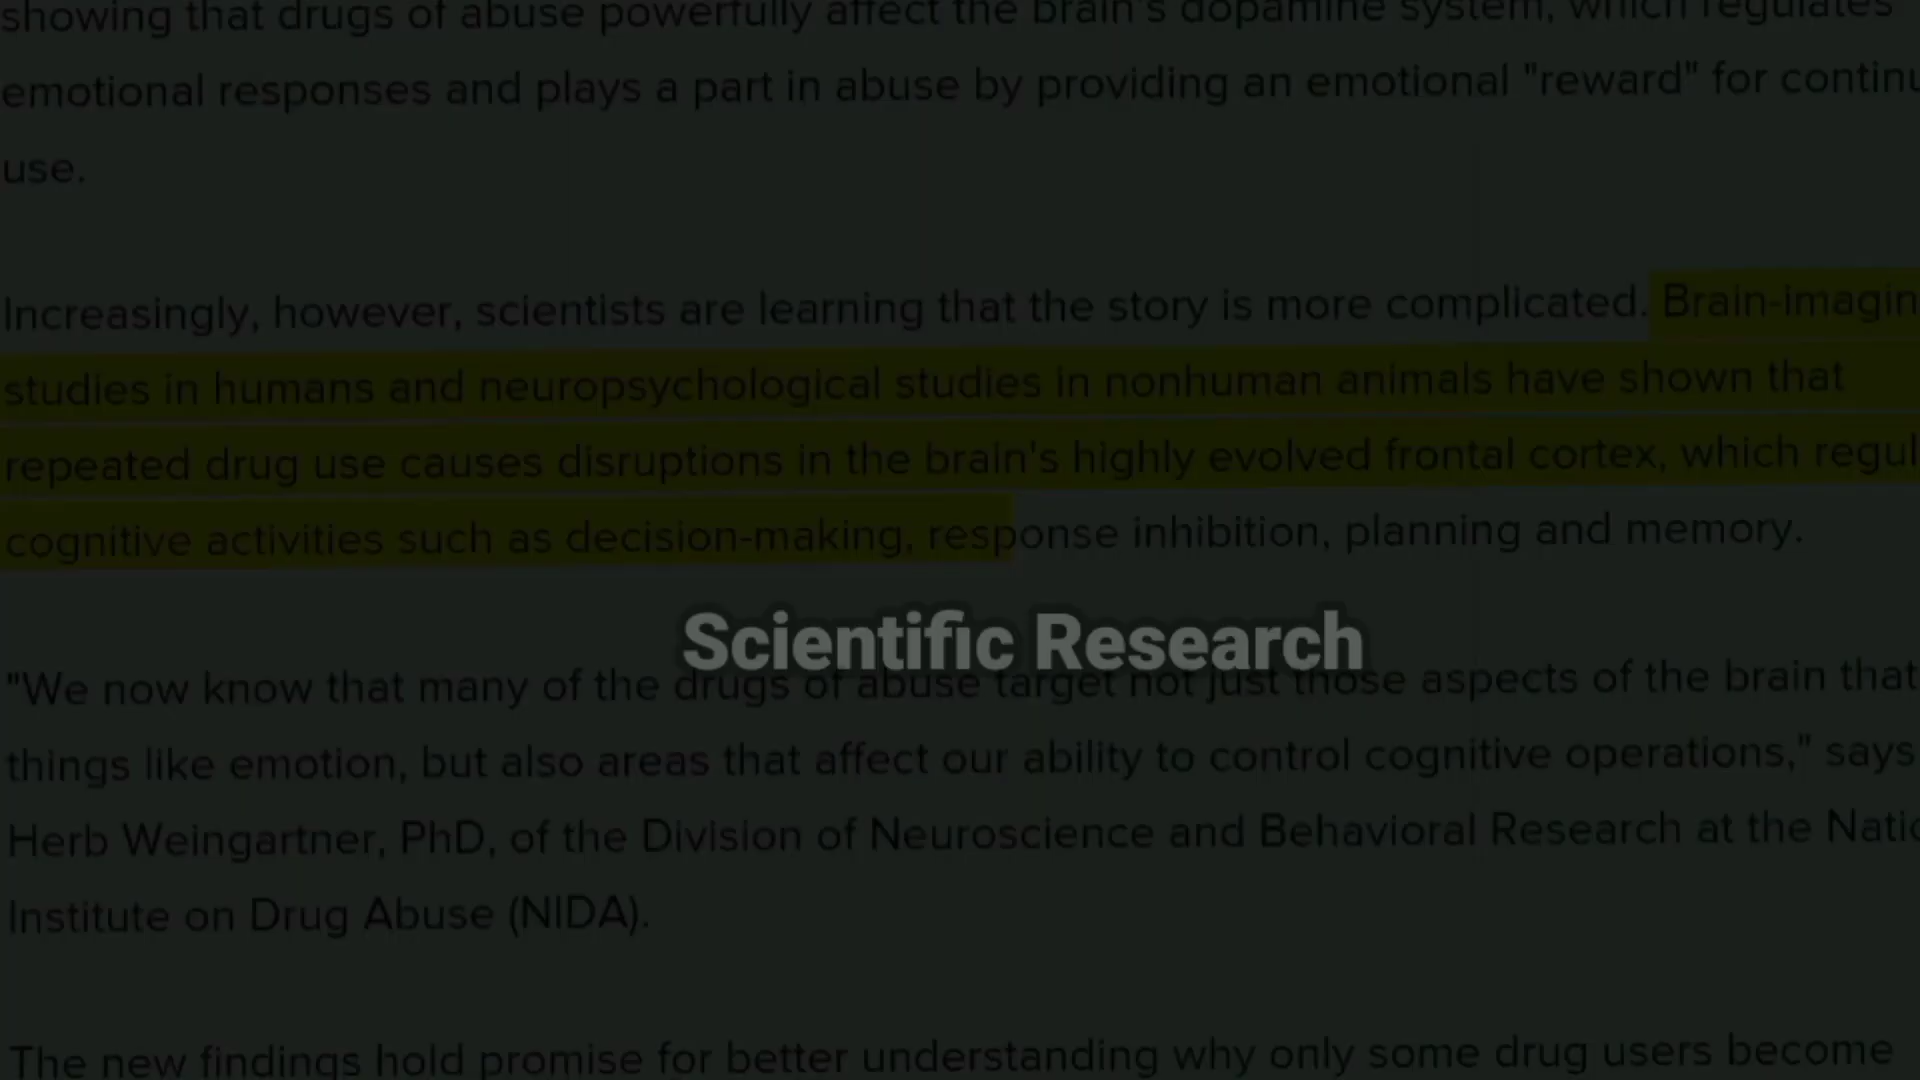 showing that drugs of abuse powerfully affect the brain's dopamine system, which regulates
emotional responses and plays a part in abuse by providing an emotional "reward" for continu
use.
Increasingly, however, scientists are learning that the story is more complicated. Brain-imagin
studies in humans and neuropsychological studies in nonhuman animals have shown that
repeated drug use causes disruptions in the brain's highly evolved frontal cortex, which regul
cognitive activities such as decision-making, response inhibition, planning and memory.
Scientific Research
"We now know that many of the drugs of abuse target not just those aspects of the brain that
things like emotion, but also areas that affect our ability to control cognitive operations," says
Herb Weingartner, PhD, of the Division of Neuroscience and Behavioral Research at the Natio
Institute on Drug Abuse (NIDA).
The new findings hold promise for better understanding why only some drug users become